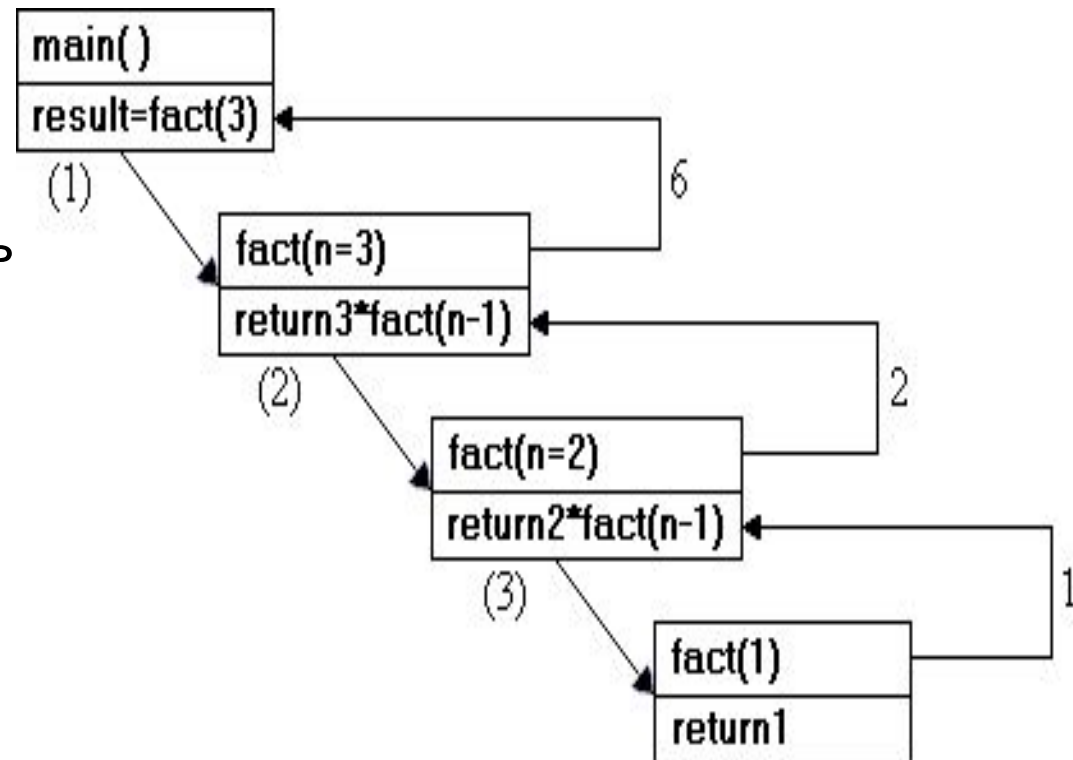 main( )
result=fact(3)
(1)
6
ь
fact(n=3)
return3*fact(n-1)
(2)
2
fact(n=2)
return2*fact(n-1)
(3)
1
fact(1)
return1